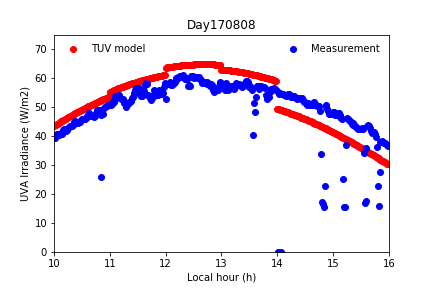 Day170808
TUV model
Measurement
UVA Irradiance (W/m2)
70
60
50
40
30
20
10
0
10 11 12 13 14 15 16
Local hour (h)